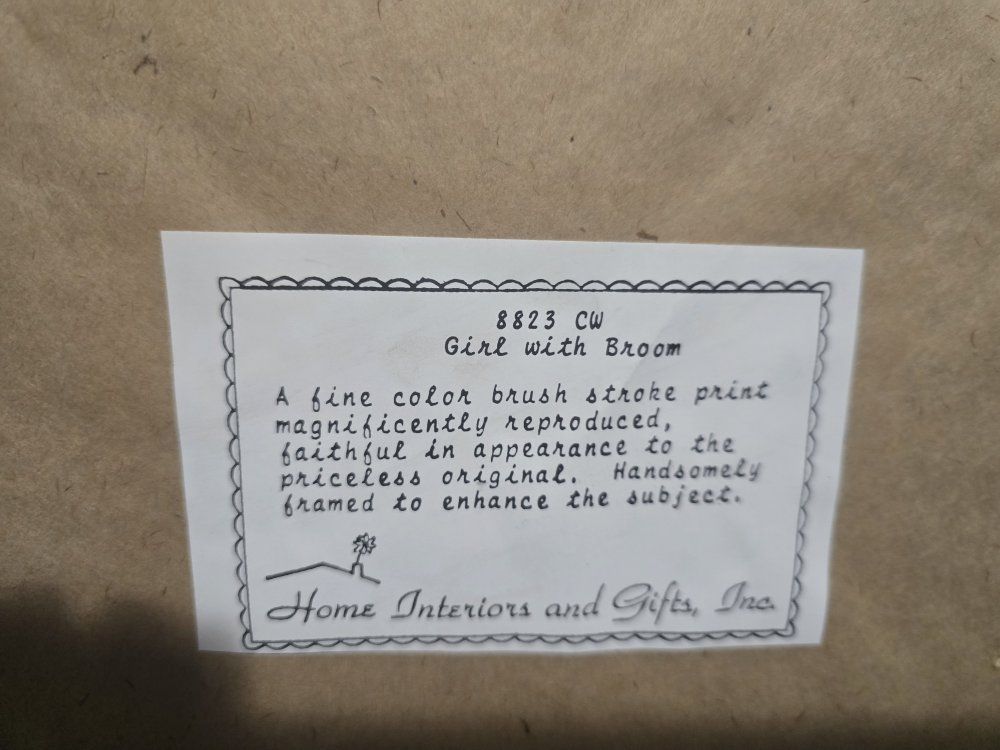 8823 CW
Girl with Broom
A fine color brush stroke print
magnificently reproduced,
faithful in appearance to the
priceless original. Handsomely
framed to enhance the subject.
Home Interiors and Gifts, Inc.